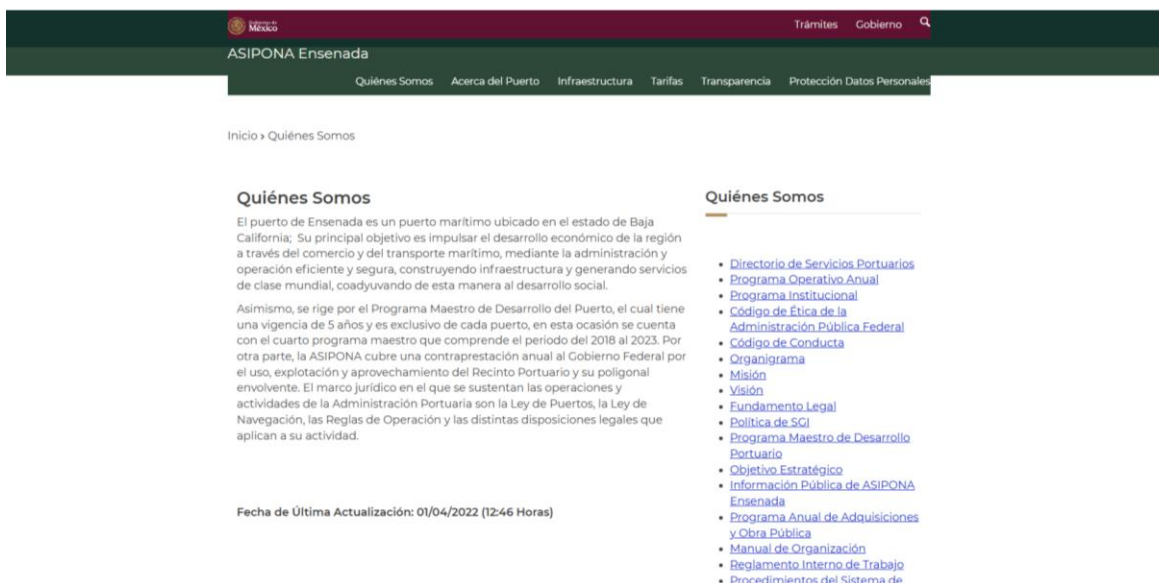 Gobierno de
México
Trámites Gobierno
ASIPONA Ensenada
Quiénes Somos Acerca del Puerto Infraestructura Tarifas Transparencia Protección Datos Personales
Inicio › Quiénes Somos
Quiénes Somos
El puerto de Ensenada es un puerto marítimo ubicado en el estado de Baja
California; Su principal objetivo es impulsar el desarrollo económico de la región
a través del comercio y del transporte marítimo, mediante la administración y
operación eficiente y segura, construyendo infraestructura y generando servicios
de clase mundial, coadyuvando de esta manera al desarrollo social.
Asimismo, se rige por el Programa Maestro de Desarrollo del Puerto, el cual tiene
una vigencia de 5 años y es exclusivo de cada puerto, en esta ocasión se cuenta
con el cuarto programa maestro que comprende el periodo del 2018 al 2023. Por
otra parte, la ASIPONA cubre una contraprestación anual al Gobierno Federal por
el uso, explotación y aprovechamiento del Recinto Portuario y su poligonal
envolvente. El marco jurídico en el que se sustentan las operaciones y
actividades de la Administración Portuaria son la Ley de Puertos, la Ley de
Navegación, las Reglas de Operación y las distintas disposiciones legales que
aplican a su actividad.
Fecha de Última Actualización: 01/04/2022 (12:46 Horas)
Quiénes Somos
Directorio de Servicios Portuarios
Programa Operativo Anual
Programa Institucional
Código de Ética de la
Administración Pública Federal
Código de Conducta
Organigrama
Misión
Visión
Fundamento Legal
Política de SGI
Programa Maestro de Desarrollo
Portuario
Objetivo Estratégico
Información Pública de ASIPONA
Ensenada
Programa Anual de Adquisiciones
y Obra Pública
Manual de Organización
Reglamento Interno de Trabajo
Procedimientos del Sistema de